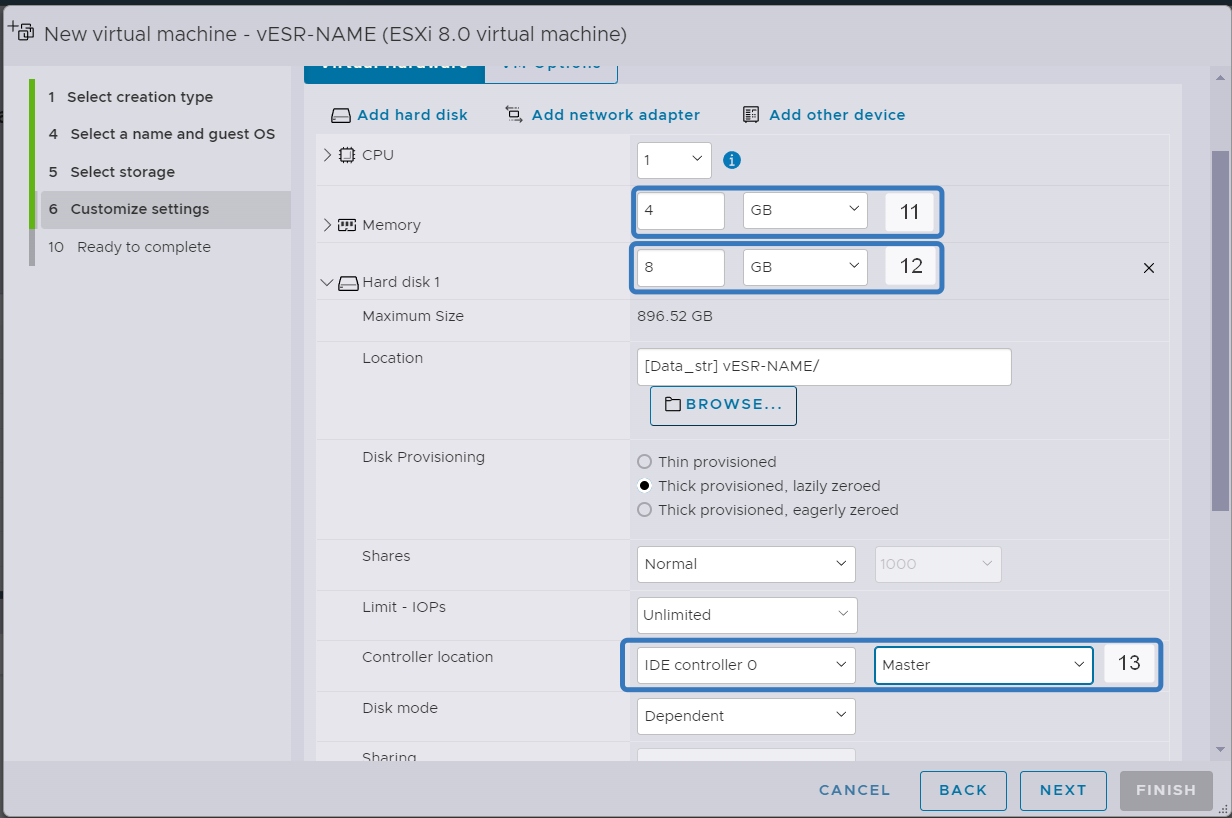 New virtual machine - vESR-NAME (ESXi 8.0 virtual machine)
1 Select creation type
4 Select a name and guest OS
5 Select storage
6 Customize settings
10 Ready to complete
Virtual Hardware VM Options
Add hard disk Add network adapter Add other device
CPU 1
Memory 4 GB 11
Hard disk 1 8 GB 12
Maximum Size 896.52 GB
Location [Data_str] vESR-NAME/
BROWSE...
Disk Provisioning Thin provisioned
Thick provisioned, lazily zeroed
Thick provisioned, eagerly zeroed
Shares Normal 1000
Limit - IOPs Unlimited
Controller location IDE controller 0 Master 13
Disk mode Dependent
Sharing
CANCEL BACK NEXT FINISH